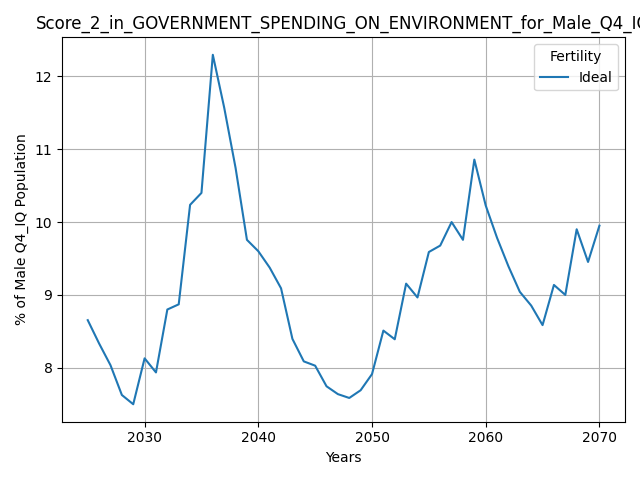 Score_2_in_GOVERNMENT_SPENDING_ON_ENVIRONMENT_for_Male_Q4_IQ
Fertility
Ideal
% of Male Q4_IQ Population
12
11
10
9
8
2030 2040 2050 2060 2070
Years